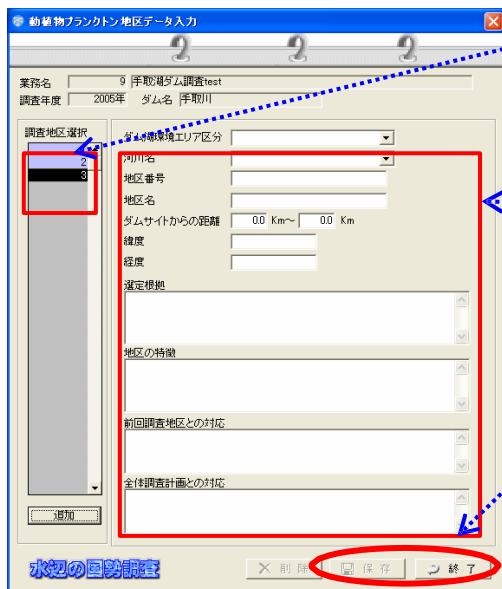 動植物プランクトン地区データ入力
業務名 9 手取湖ダム調査test
調査年度 2005年 ダム名 手取川
調査地区選択
2
3
追加
ダム湖環境エリア区分
河川名
地区番号
地区名
ダムサイトからの距離 0.0 Km～ 0.0 Km
緯度
経度
選定根拠
地区の特徴
前回調査地区との対応
全体調査計画との対応
水辺の国勢調査
削除 保存 終了